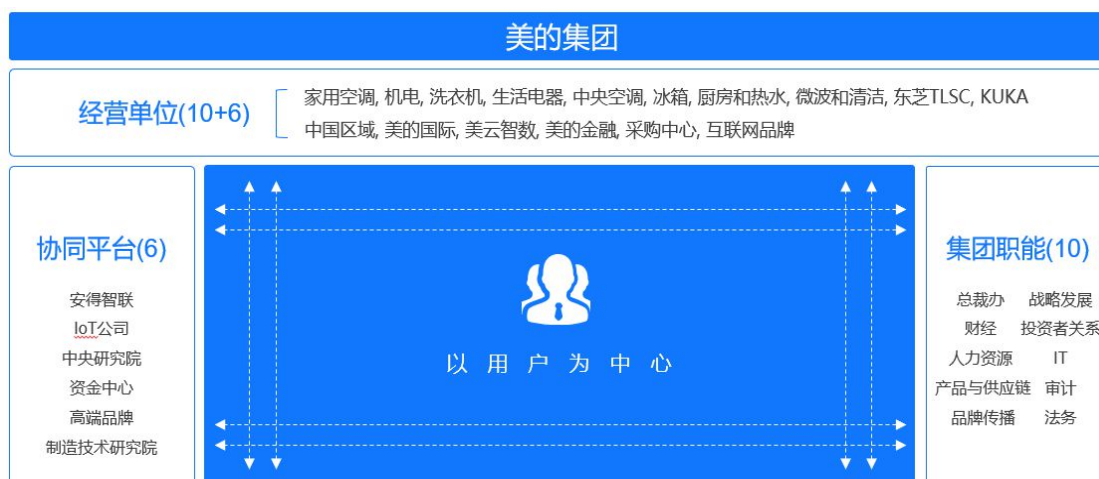 美的集团
经营单位(10+6)
家用空调, 机电, 洗衣机, 生活电器, 中央空调, 冰箱, 厨房和热水, 微波和清洁, 东芝TLSC, KUKA
中国区域, 美的国际, 美云智数, 美的金融, 采购中心, 互联网品牌
协同平台(6)
安得智联
IoT公司
中央研究院
资金中心
高端品牌
制造技术研究院
以用户为中心
集团职能(10)
总裁办 战略发展
财经 投资者关系
人力资源 IT
产品与供应链 审计
品牌传播 法务